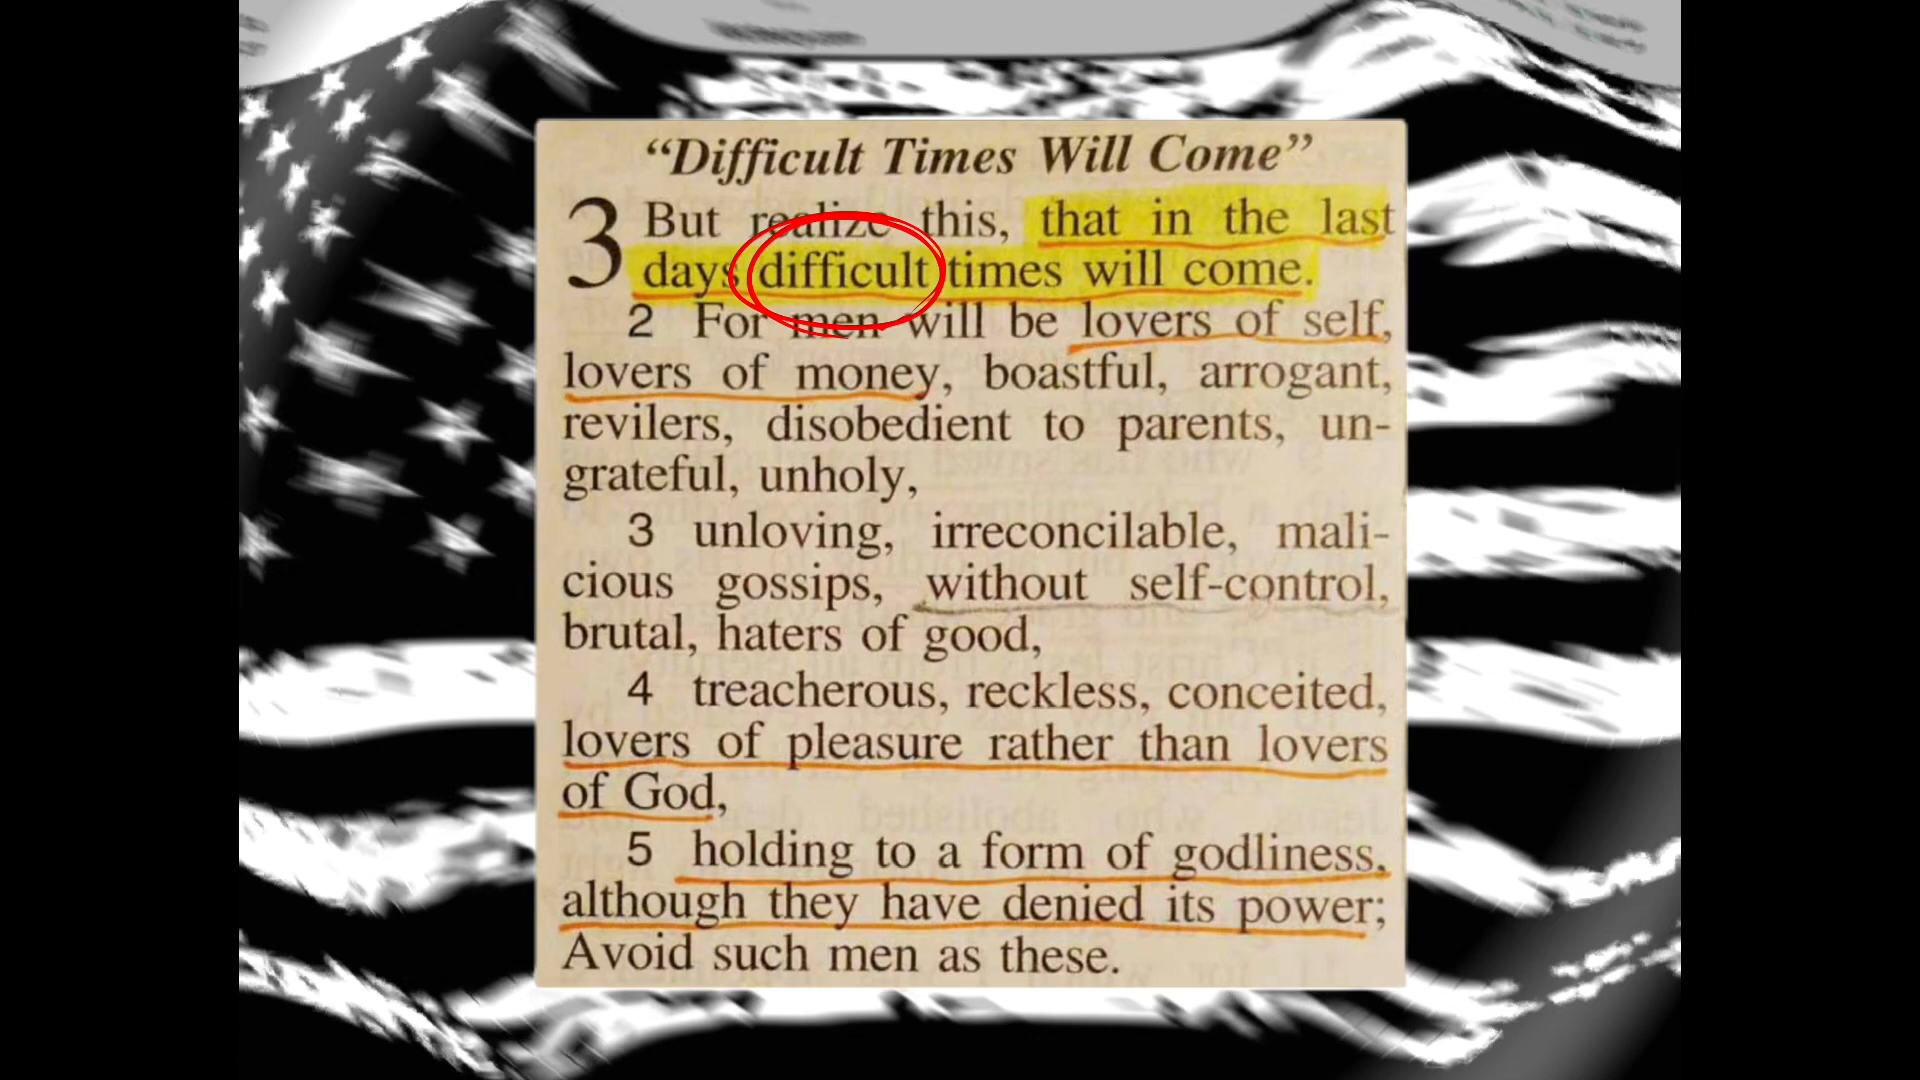 “Difficult Times Will Come”
3 But realize this, that in the last
days difficult times will come.
2 For men will be lovers of self,
lovers of money, boastful, arrogant,
revilers, disobedient to parents, un-
grateful, unholy,
3 unloving, irreconcilable, mali-
cious gossips, without self-control,
brutal, haters of good,
4 treacherous, reckless, conceited,
lovers of pleasure rather than lovers
of God,
5 holding to a form of godliness,
although they have denied its power;
Avoid such men as these.